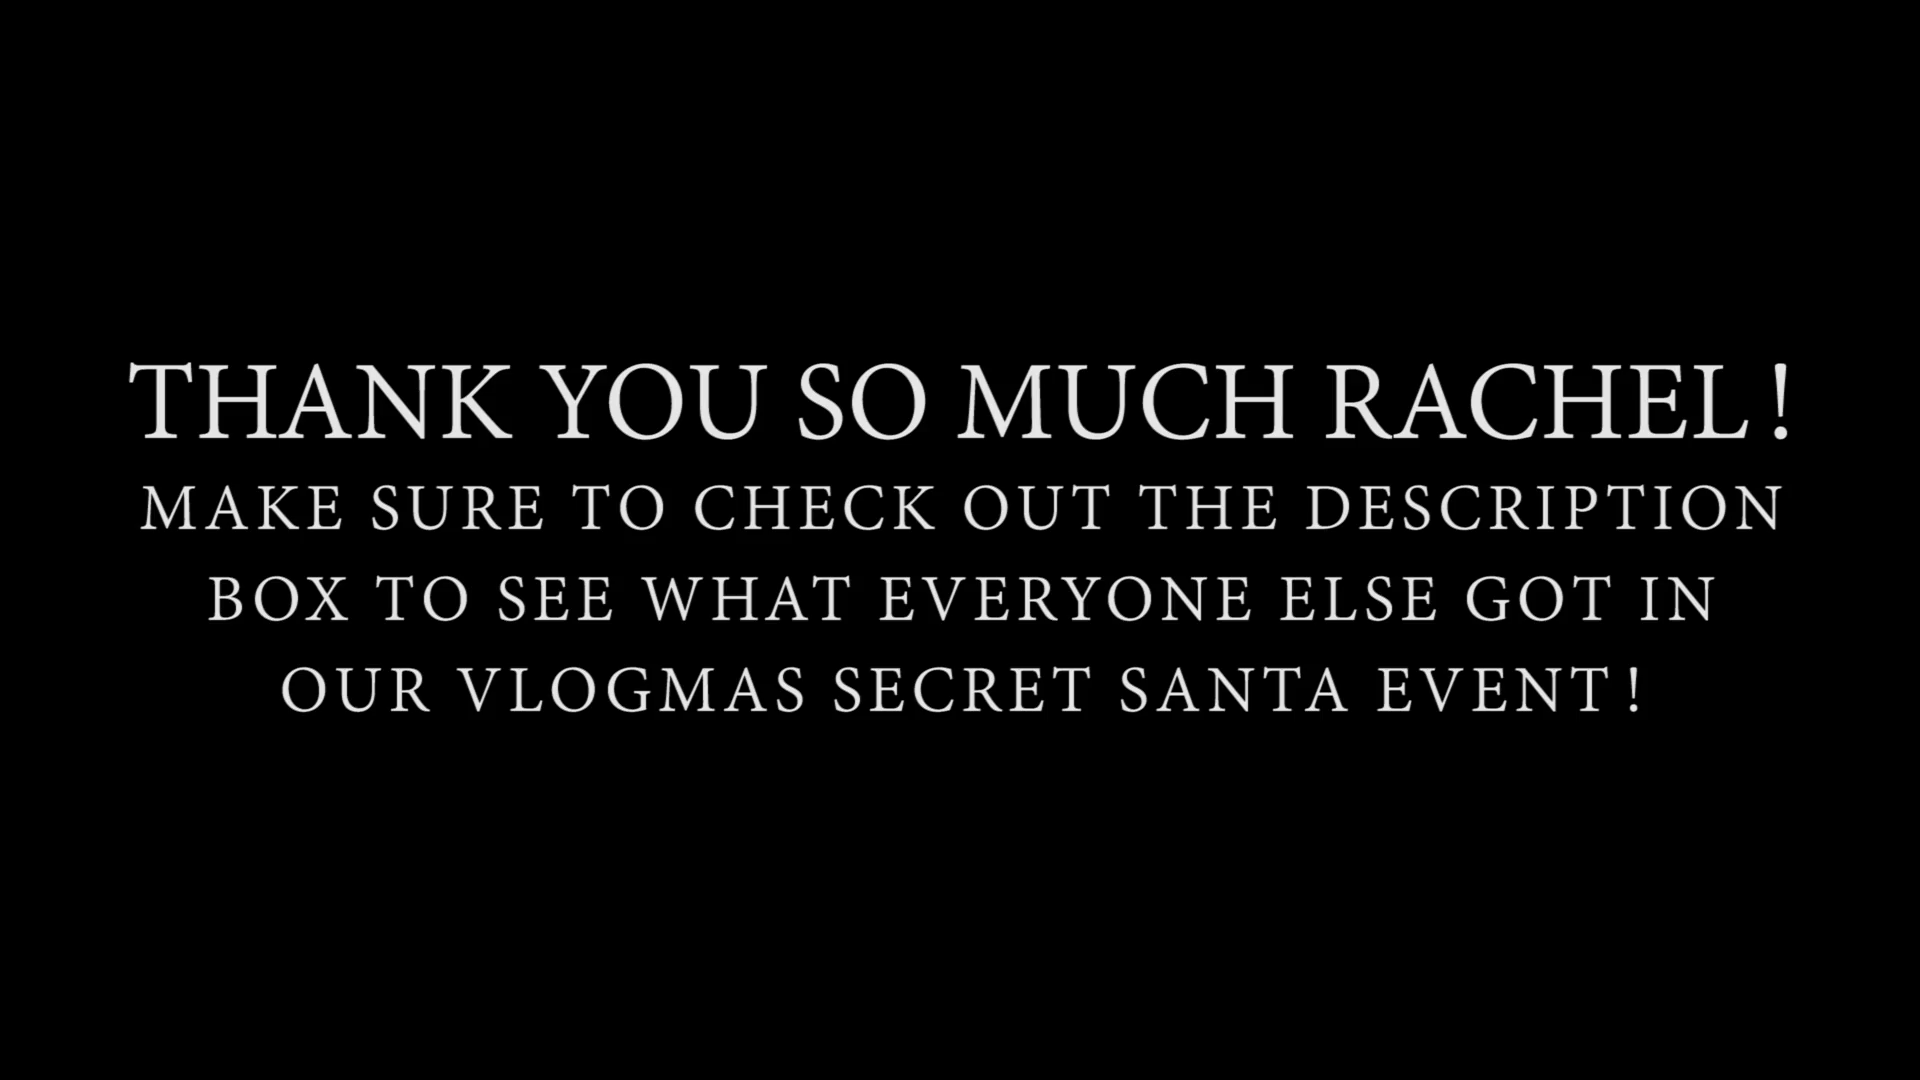 THANK YOU SO MUCH RACHEL!
MAKE SURE TO CHECK OUT THE DESCRIPTION
BOX TO SEE WHAT EVERYONE ELSE GOT IN
OUR VLOGMAS SECRET SANTA EVENT!